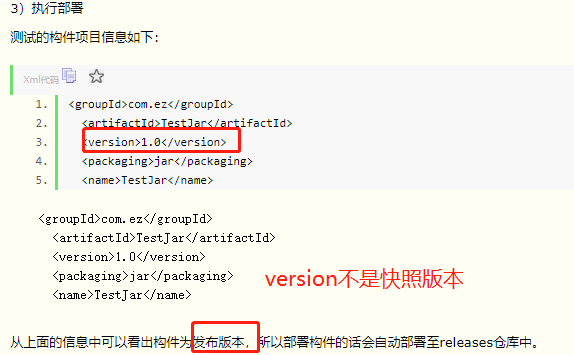 3）执行部署
测试的构件项目信息如下：
Xml代码
1. <groupId>com.ez</groupId>
2. <artifactId>TestJar</artifactId>
3. <version>1.0</version>
4. <packaging>jar</packaging>
5. <name>TestJar</name>
<groupId>com.ez</groupId>
<artifactId>TestJar</artifactId>
<version>1.0</version>
<packaging>jar</packaging>
<name>TestJar</name>
version不是快照版本
从上面的信息中可以看出构件为发布版本，所以部署构件的话会自动部署至releases仓库中。